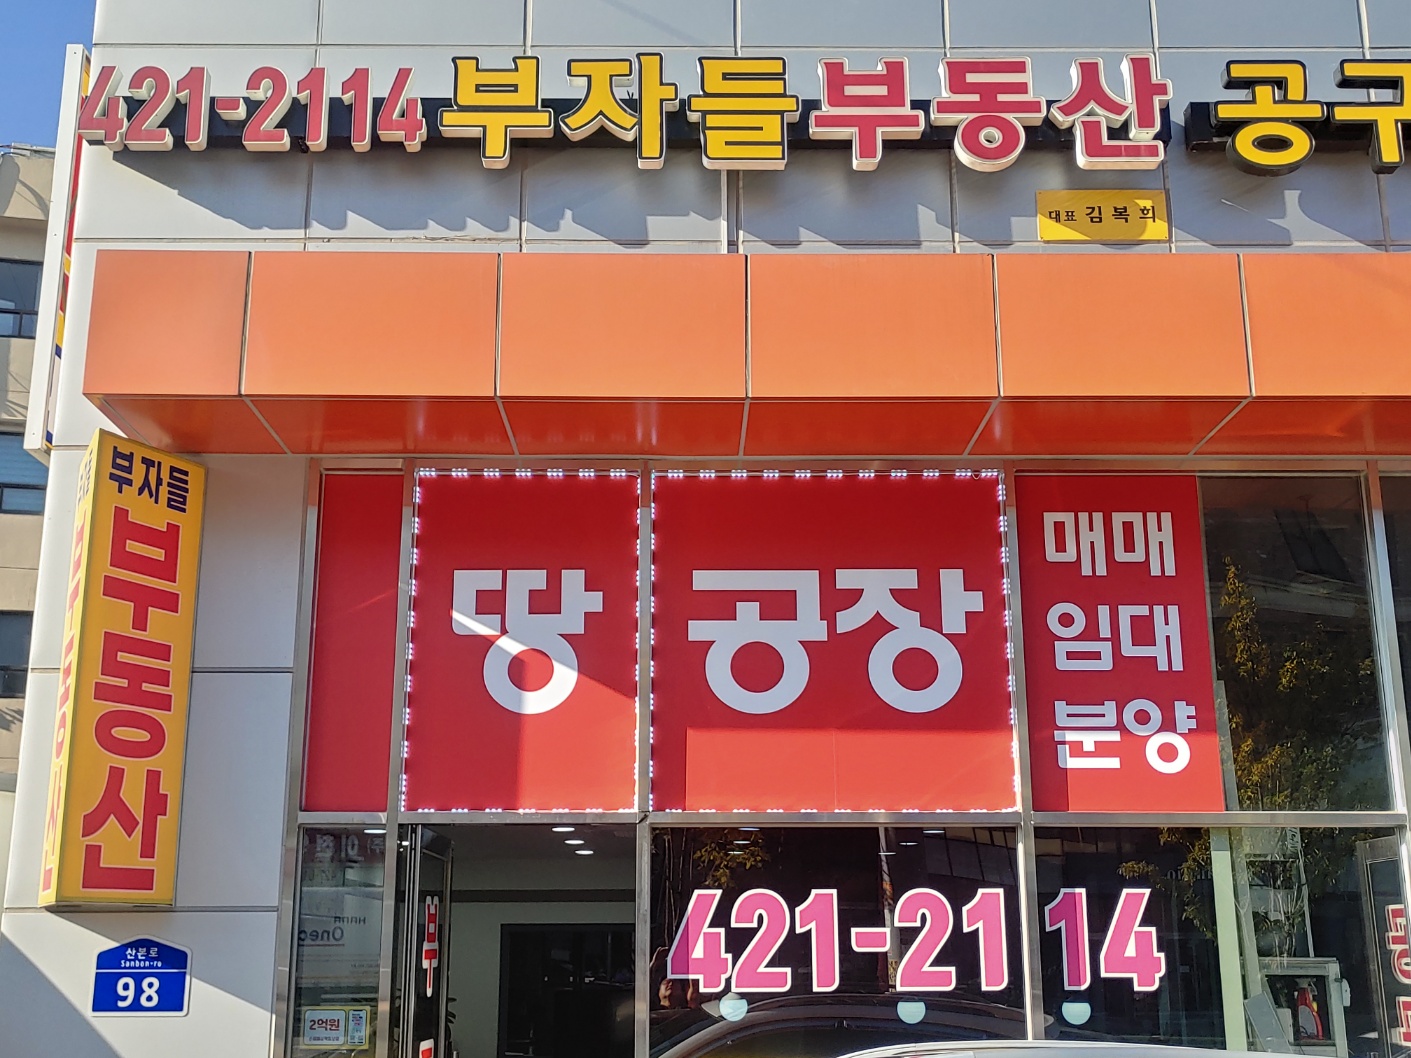 421-2114 부자들부동산 공구
대표 김복희
부자들
부동산
땅 공장
매매
임대
분양
421-2114
산본로
Sanbon-ro
98
2억원